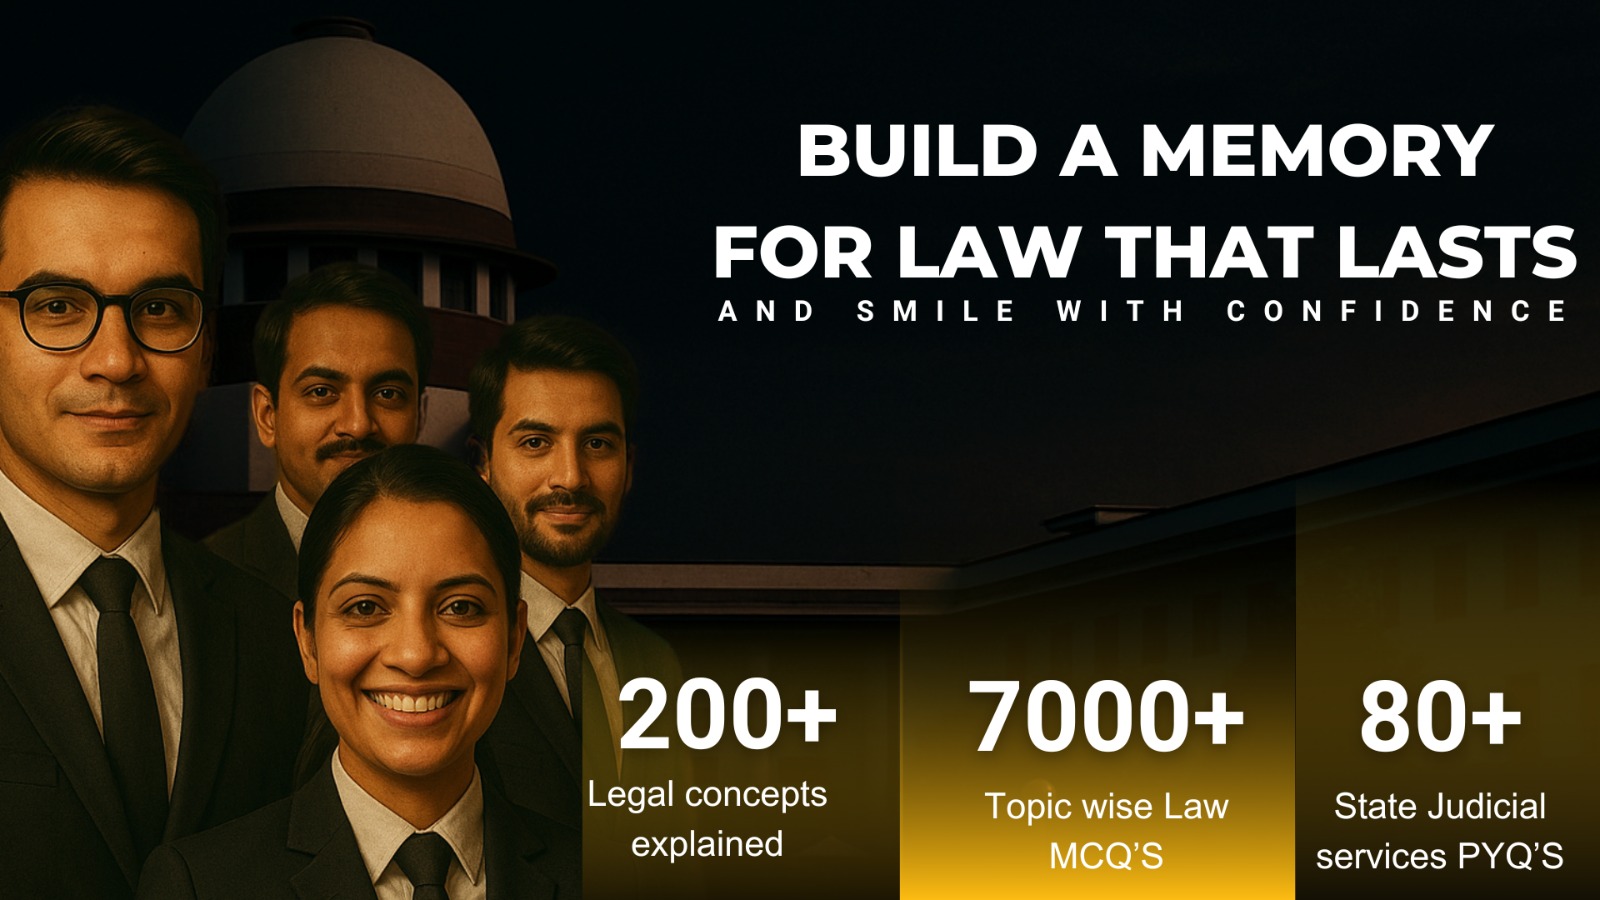 BUILD A MEMORY
FOR LAW THAT LASTS
AND SMILE WITH CONFIDENCE
200+
Legal concepts
explained
7000+
Topic wise Law
MCQ’S
80+
State Judicial
services PYQ’S